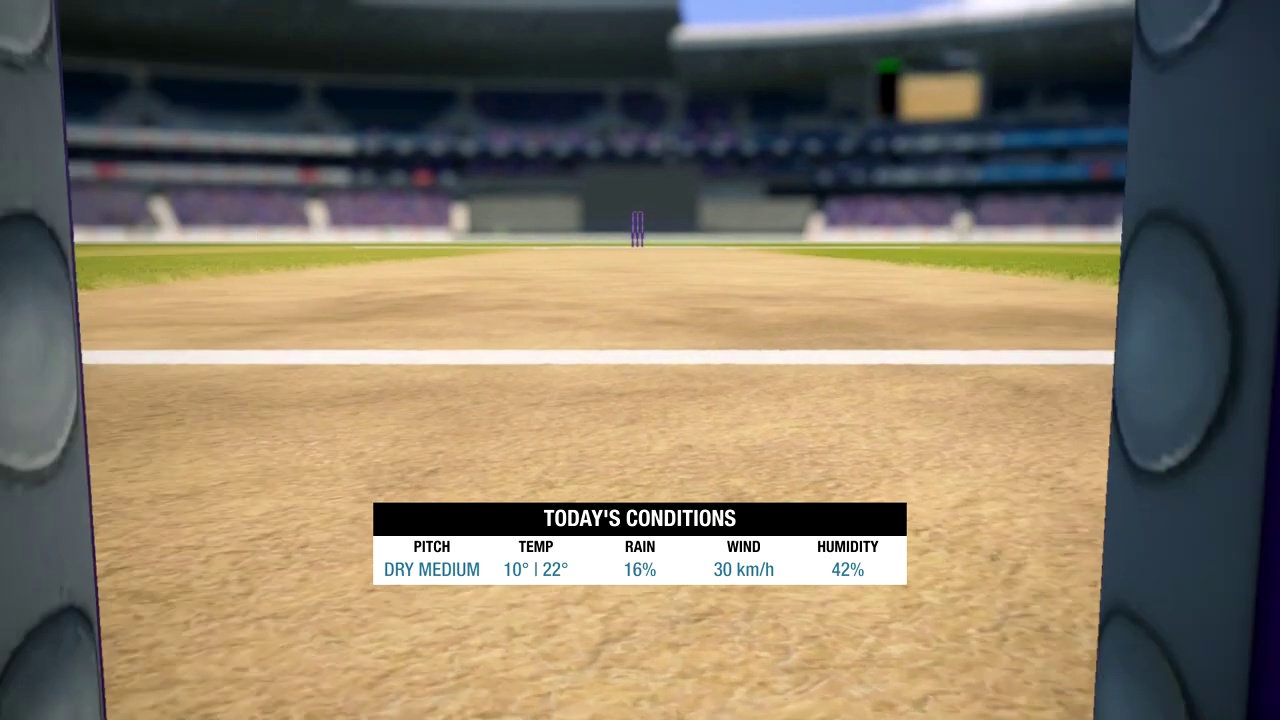 TODAY'S CONDITIONS
PITCH TEMP RAIN WIND HUMIDITY
DRY MEDIUM 10° | 22° 16% 30 km/h 42%